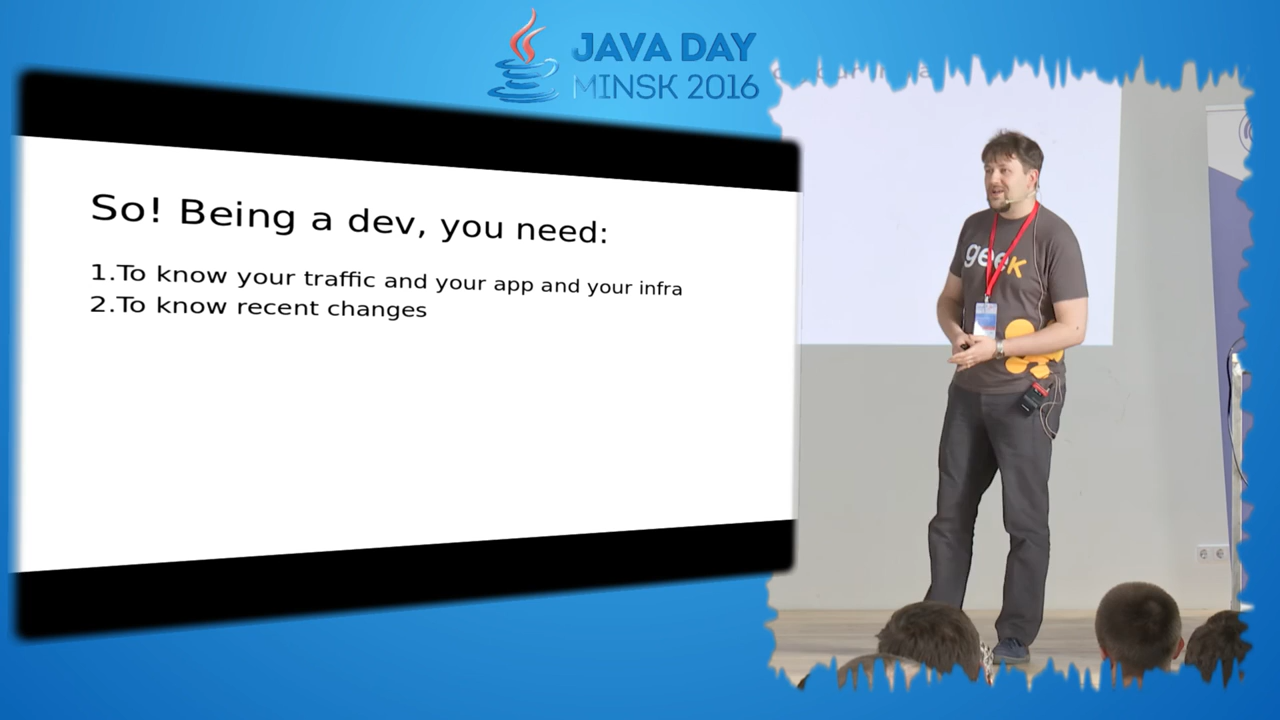 JAVA DAY
MINSK 2016
So! Being a dev, you need:
1.To know your traffic and your app and your infra
2.To know recent changes
geek